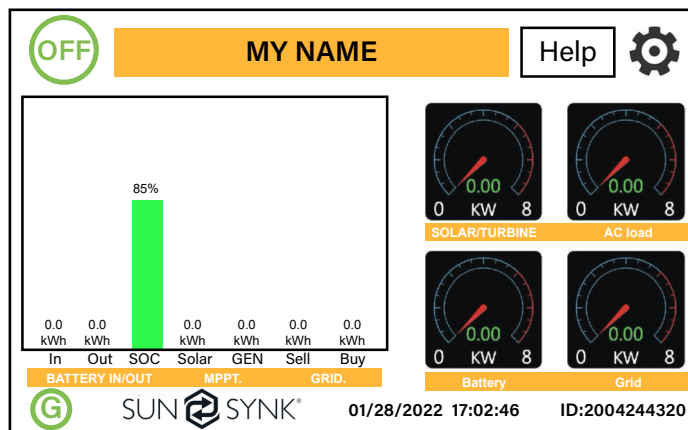 OFF
MY NAME
Help
85%
0.0 0.0 0.0 0.0 0.0 0.0
kWh kWh kWh kWh kWh kWh
In Out SOC Solar GEN Sell Buy
BATTERY IN/OUT MPPT. GRID.
0.00 0.00
0 KW 8 0 KW 8
SOLAR/TURBINE AC load
0.00 0.00
0 KW 8 0 KW 8
Battery Grid
G
SUN SYNK®
01/28/2022 17:02:46 ID:2004244320